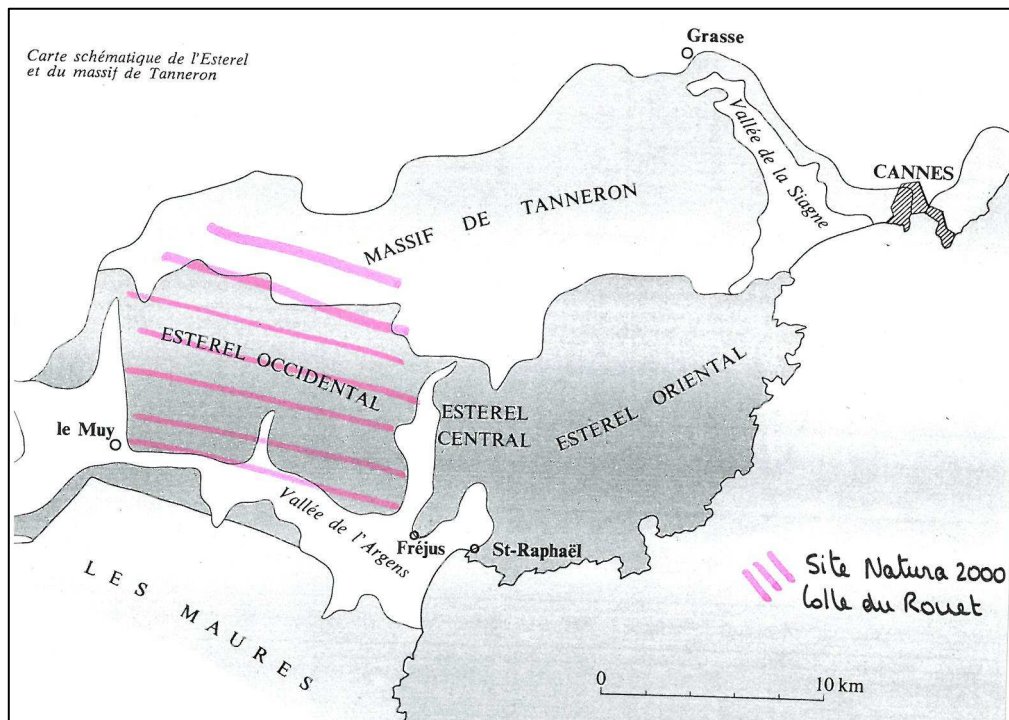 Carte schématique de l'Esterel
et du massif de Tanneron
Grasse
Vallée de la Siagne
CANNES
MASSIF DE TANNERON
ESTEREL OCCIDENTAL
ESTEREL
CENTRAL
ESTEREL ORIENTAL
le Muy
Vallée de l'Argens
Fréjus
St-Raphaël
LES MAURES
Site Natura 2000
Colle du Rouet
0
10 km